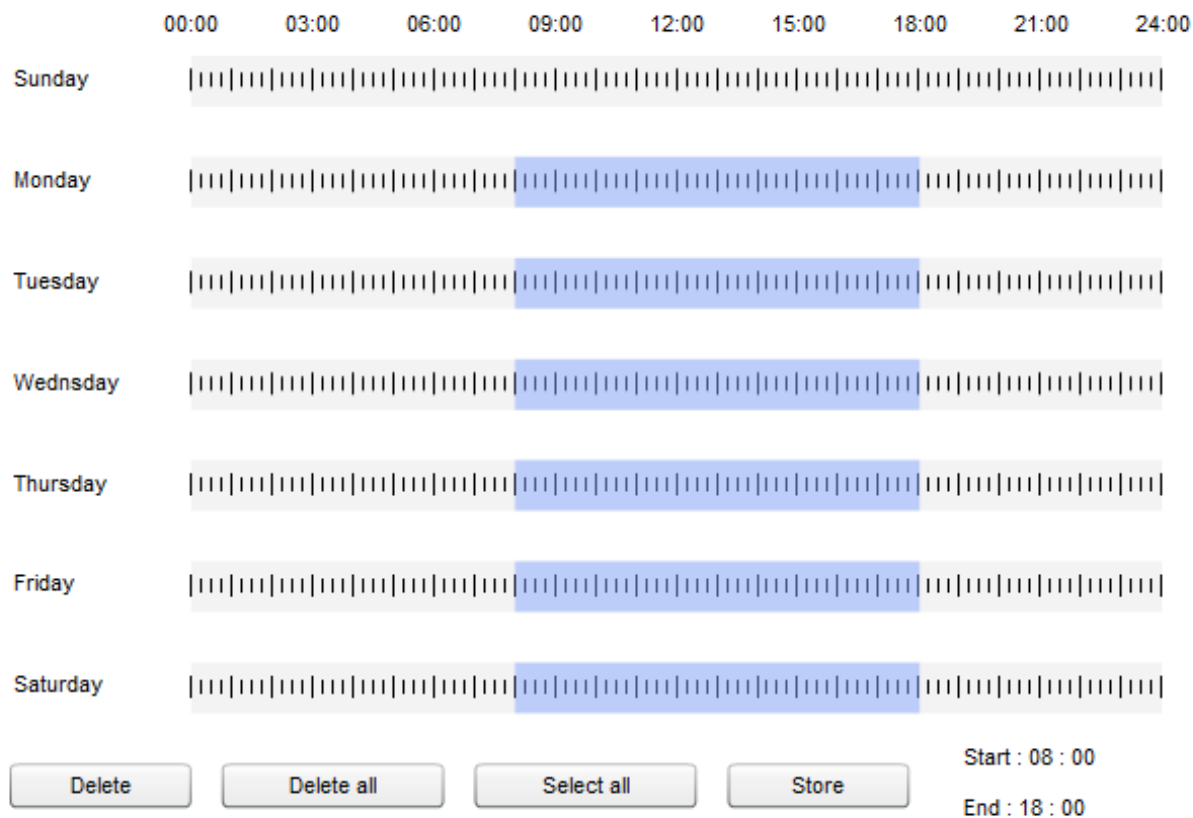 00:00 03:00 06:00 09:00 12:00 15:00 18:00 21:00 24:00
Sunday
Monday
Tuesday
Wednsday
Thursday
Friday
Saturday
Start : 08 : 00
Delete Delete all Select all Store
End : 18 : 00